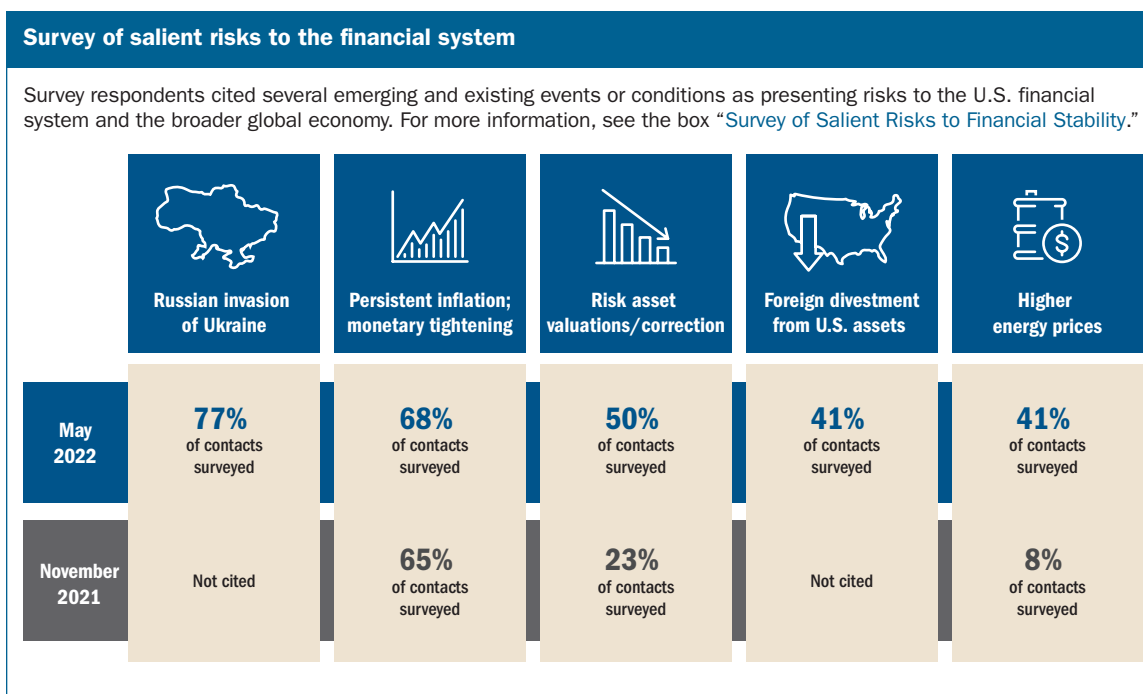 Survey of salient risks to the financial system
Survey respondents cited several emerging and existing events or conditions as presenting risks to the U.S. financial
system and the broader global economy. For more information, see the box “Survey of Salient Risks to Financial Stability.”
Russian invasion
of Ukraine
Persistent inflation;
monetary tightening
Risk asset
valuations/correction
Foreign divestment
from U.S. assets
$
Higher
energy prices
May
2022
77%
of contacts
surveyed
68%
of contacts
surveyed
50%
of contacts
surveyed
41%
of contacts
surveyed
41%
of contacts
surveyed
November
2021
Not cited
65%
of contacts
surveyed
23%
of contacts
surveyed
Not cited
8%
of contacts
surveyed